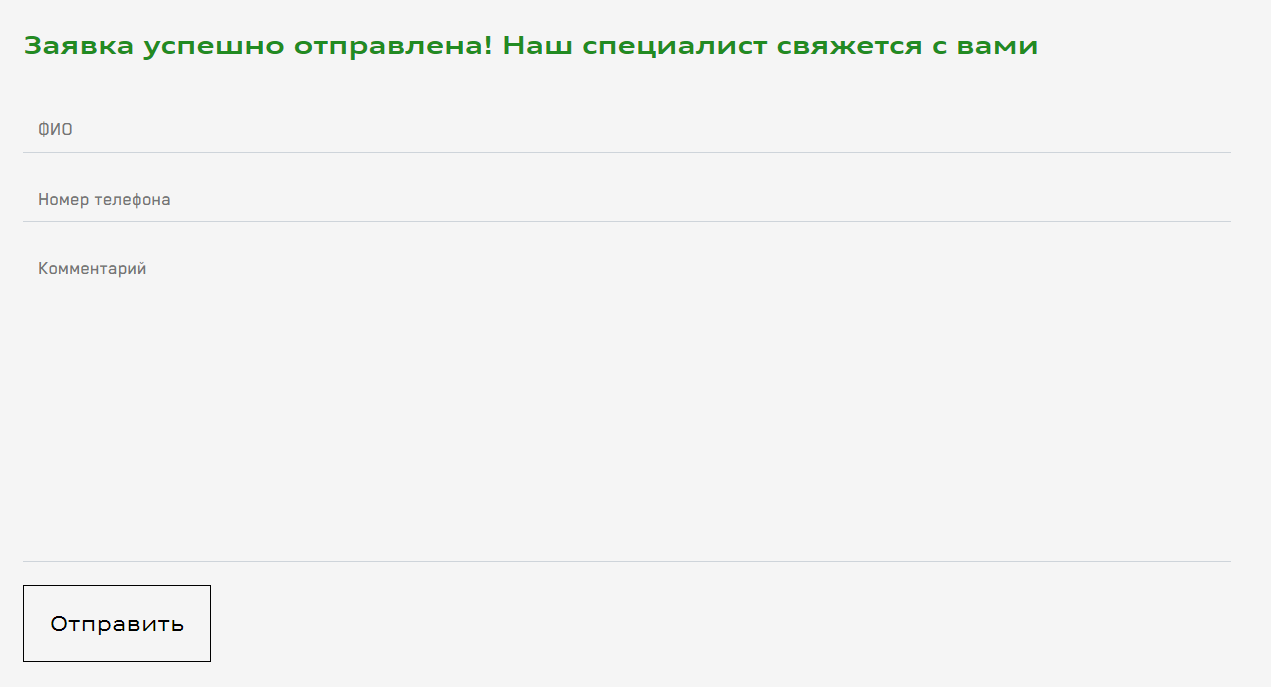 Заявка успешно отправлена! Наш специалист свяжется с вами
ФИО
Номер телефона
Комментарий
Отправить